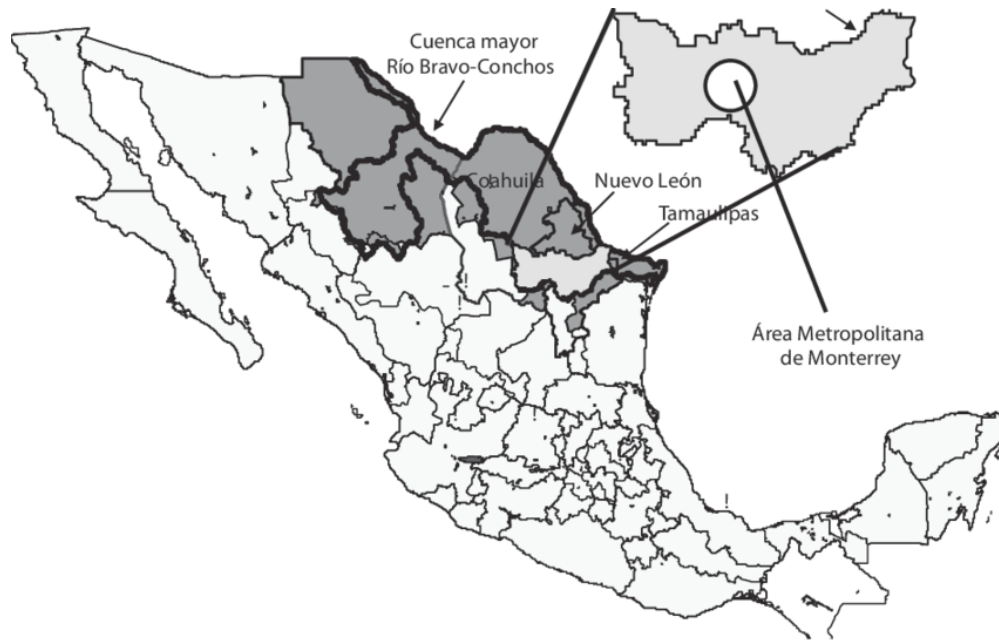 Cuenca mayor
Río Bravo-Conchos
Coahuila
Nuevo León
Tamaulipas
Área Metropolitana
de Monterrey